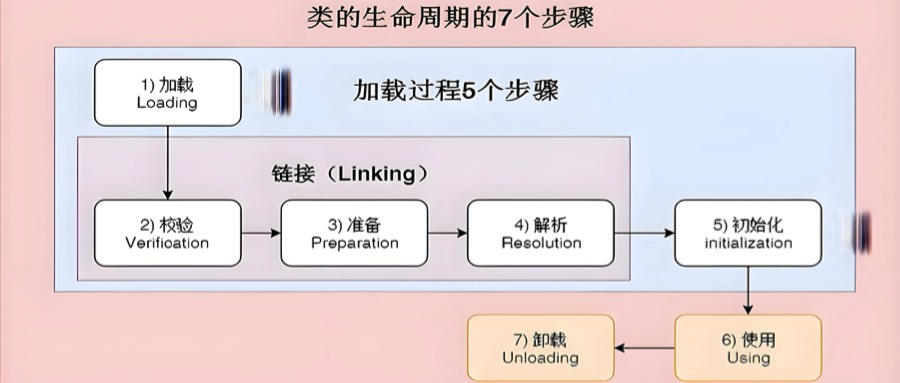 类的生命周期的7个步骤
1) 加载
Loading
加载过程5个步骤
链接（Linking）
2) 校验
Verification
3) 准备
Preparation
4) 解析
Resolution
5) 初始化
initialization
7) 卸载
Unloading
6) 使用
Using